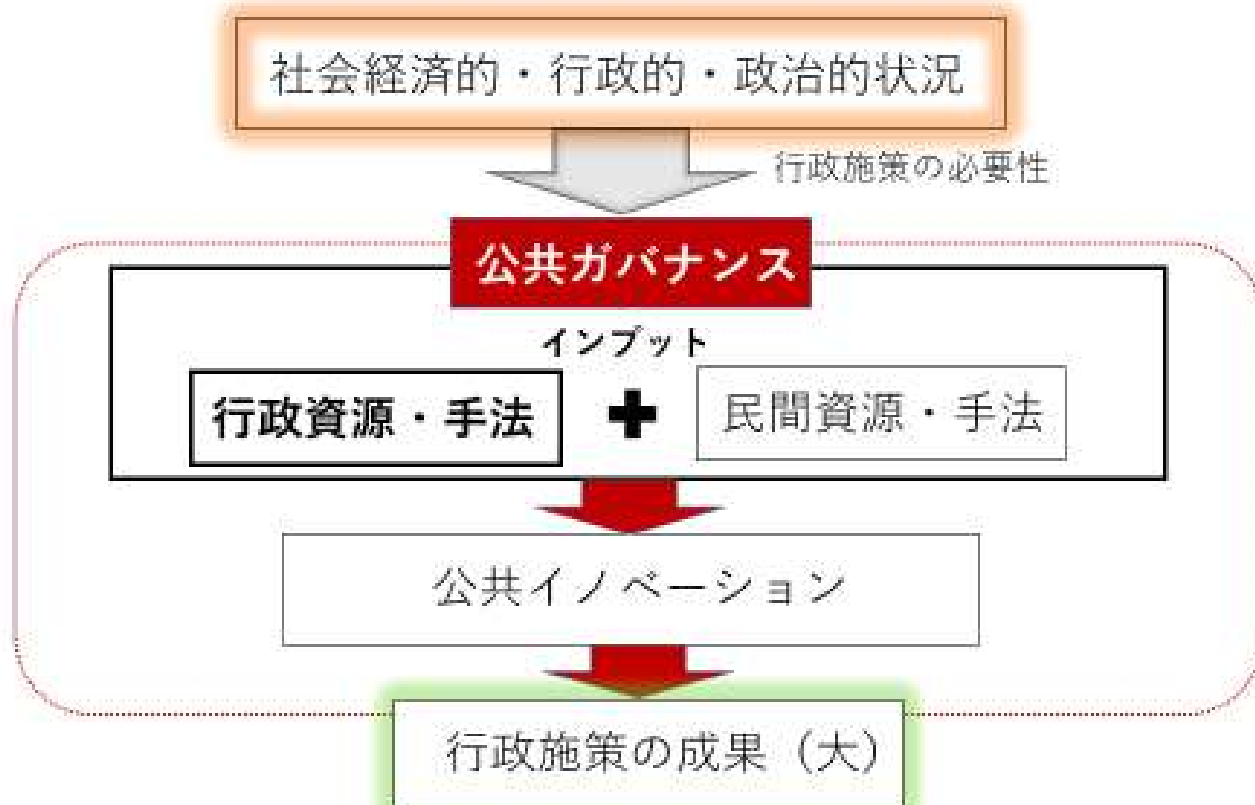 社会経済的・行政的・政治的状況
行政施策の必要性
公共ガバナンス
インプット
行政資源・手法
+
民間資源・手法
公共イノベーション
行政施策の成果（大）